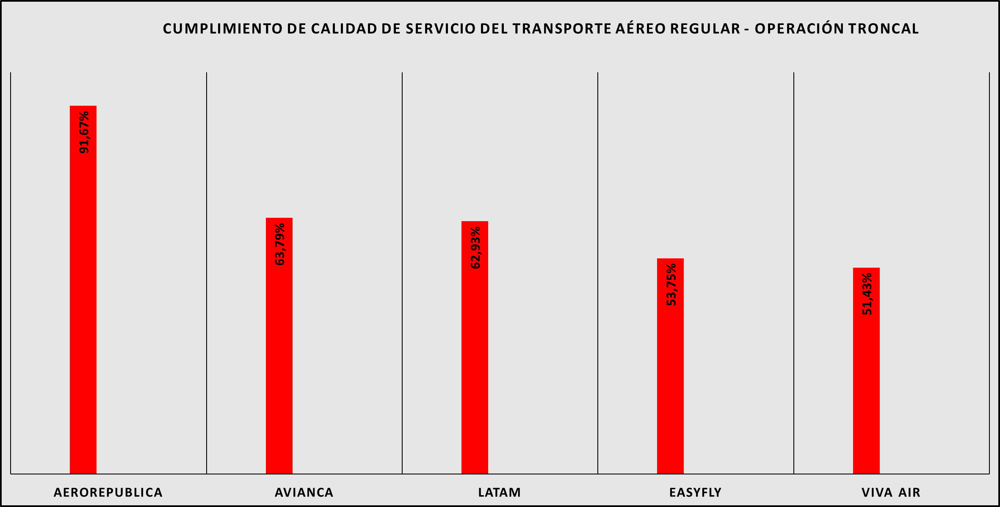 CUMPLIMIENTO DE CALIDAD DE SERVICIO DEL TRANSPORTE AÉREO REGULAR - OPERACIÓN TRONCAL
91,67%
63,79%
62,93%
53,75%
51,43%
AEROREPUBLICA
AVIANCA
LATAM
EASYFLY
VIVA AIR